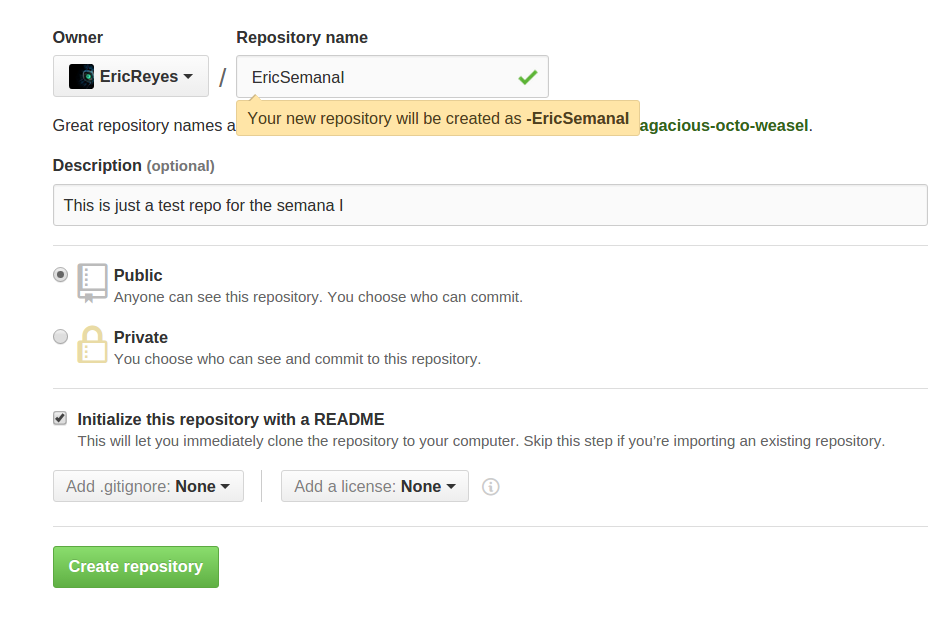 Owner
Repository name
EricReyes
/
EricSemanaI
Your new repository will be created as -EricSemanaI
Great repository names a
agacious-octo-weasel.
Description (optional)
This is just a test repo for the semana I
Public
Anyone can see this repository. You choose who can commit.
Private
You choose who can see and commit to this repository.
Initialize this repository with a README
This will let you immediately clone the repository to your computer. Skip this step if you’re importing an existing repository.
Add .gitignore: None
Add a license: None
Create repository